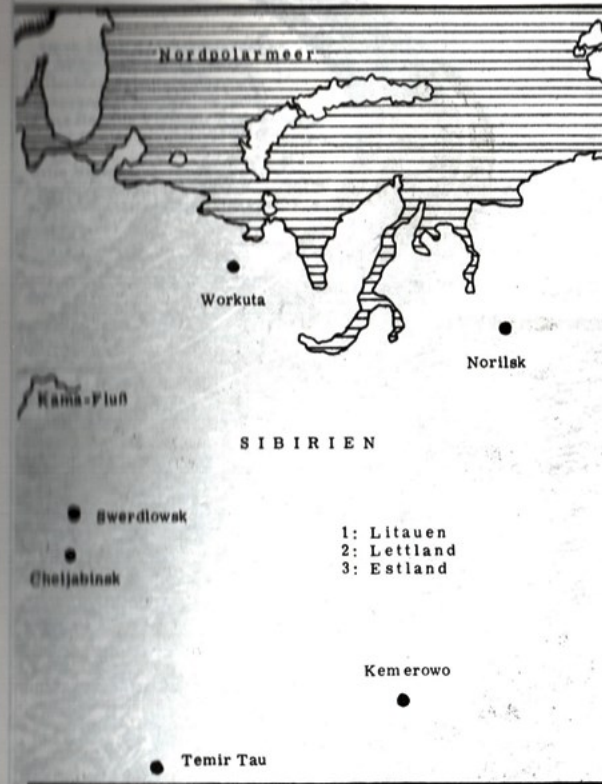 Nordpolarmeer
Workuta
Norilsk
Kama-Fluß
SIBIRIEN
Swerdlowsk
1: Litauen
2: Lettland
3: Estland
Cheljabinsk
Kemerowo
Temir Tau